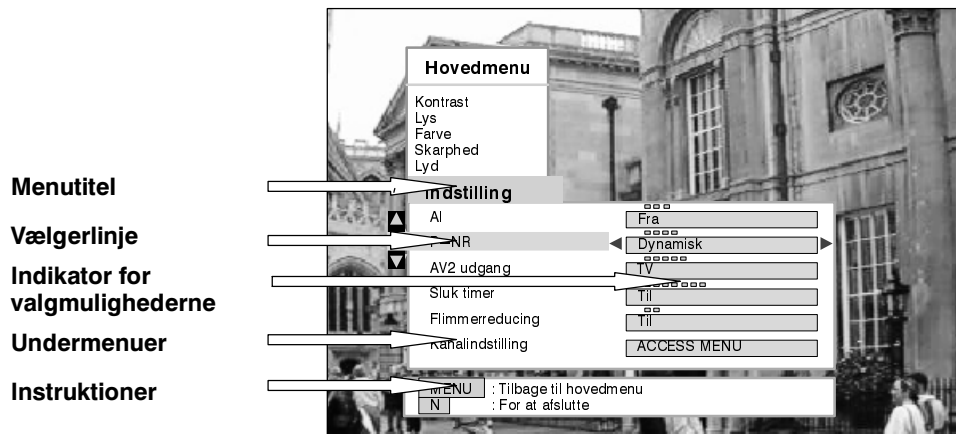 Hovedmenu
Kontrast
Lys
Farve
Skarphed
Lyd
Menutitel
Indstilling
AI
Fra
Vælgerlinje
NR
Dynamisk
Indikator for
valgmulighederne
AV2 udgang
TV
Sluk timer
Til
Flimmerreducing
Til
Undermenuer
Kanalindstilling
ACCESS MENU
Instruktioner
MENU : Tilbage til hovedmenu
N : For at afslutte